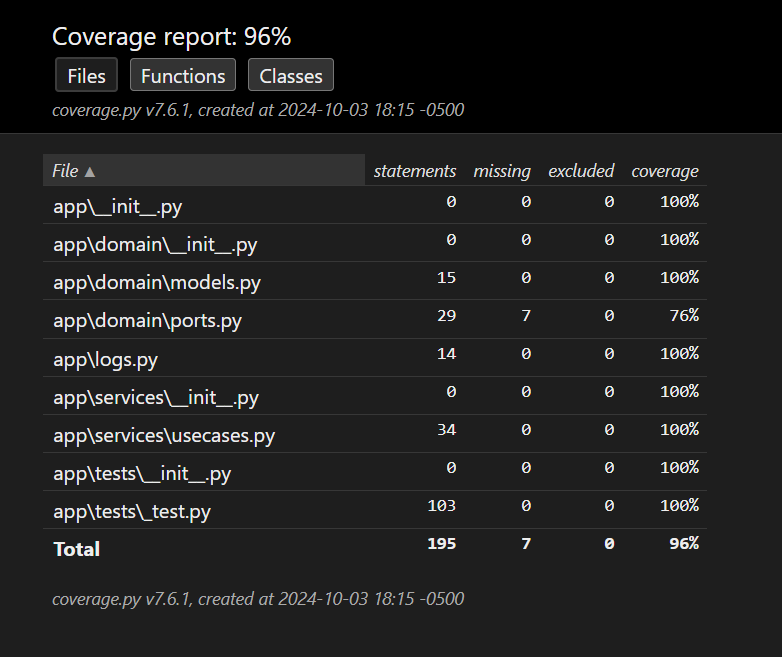 Coverage report: 96%
Files Functions Classes
coverage.py v7.6.1, created at 2024-10-03 18:15 -0500
File ▲ statements missing excluded coverage
app\__init__.py 0 0 0 100%
app\domain\__init__.py 0 0 0 100%
app\domain\models.py 15 0 0 100%
app\domain\ports.py 29 7 0 76%
app\logs.py 14 0 0 100%
app\services\__init__.py 0 0 0 100%
app\services\usecases.py 34 0 0 100%
app\tests\__init__.py 0 0 0 100%
app\tests\_test.py 103 0 0 100%
Total 195 7 0 96%
coverage.py v7.6.1, created at 2024-10-03 18:15 -0500